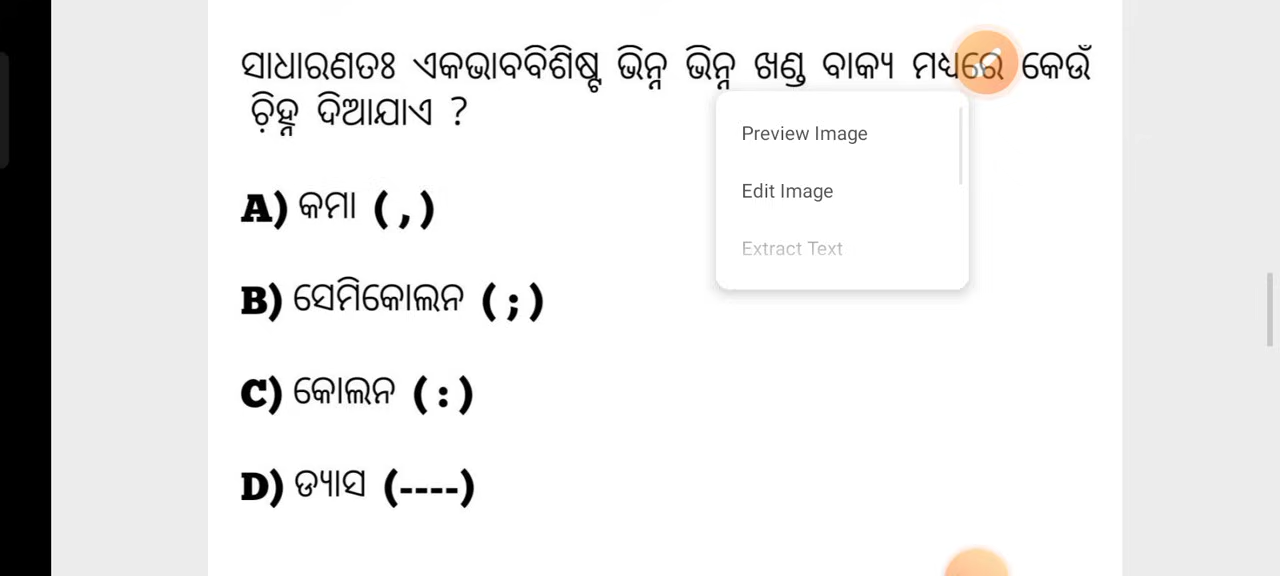 ସାଧାରଣତଃ ଏକଭାବବିଶିଷ୍ଟ ଭିନ୍ନ ଭିନ୍ନ ଖଣ୍ଡ ବାକ୍ୟ ମଧ୍ୟରେ କେଉଁ
ଚ଼ିହ୍ନ ଦିଆଯାଏ ?
Preview Image
Edit Image
Extract Text
A) କମା (,)
B) ସେମିକୋଲନ (;)
C) କୋଲନ (:)
D) ଡ୍ୟାସ (----)